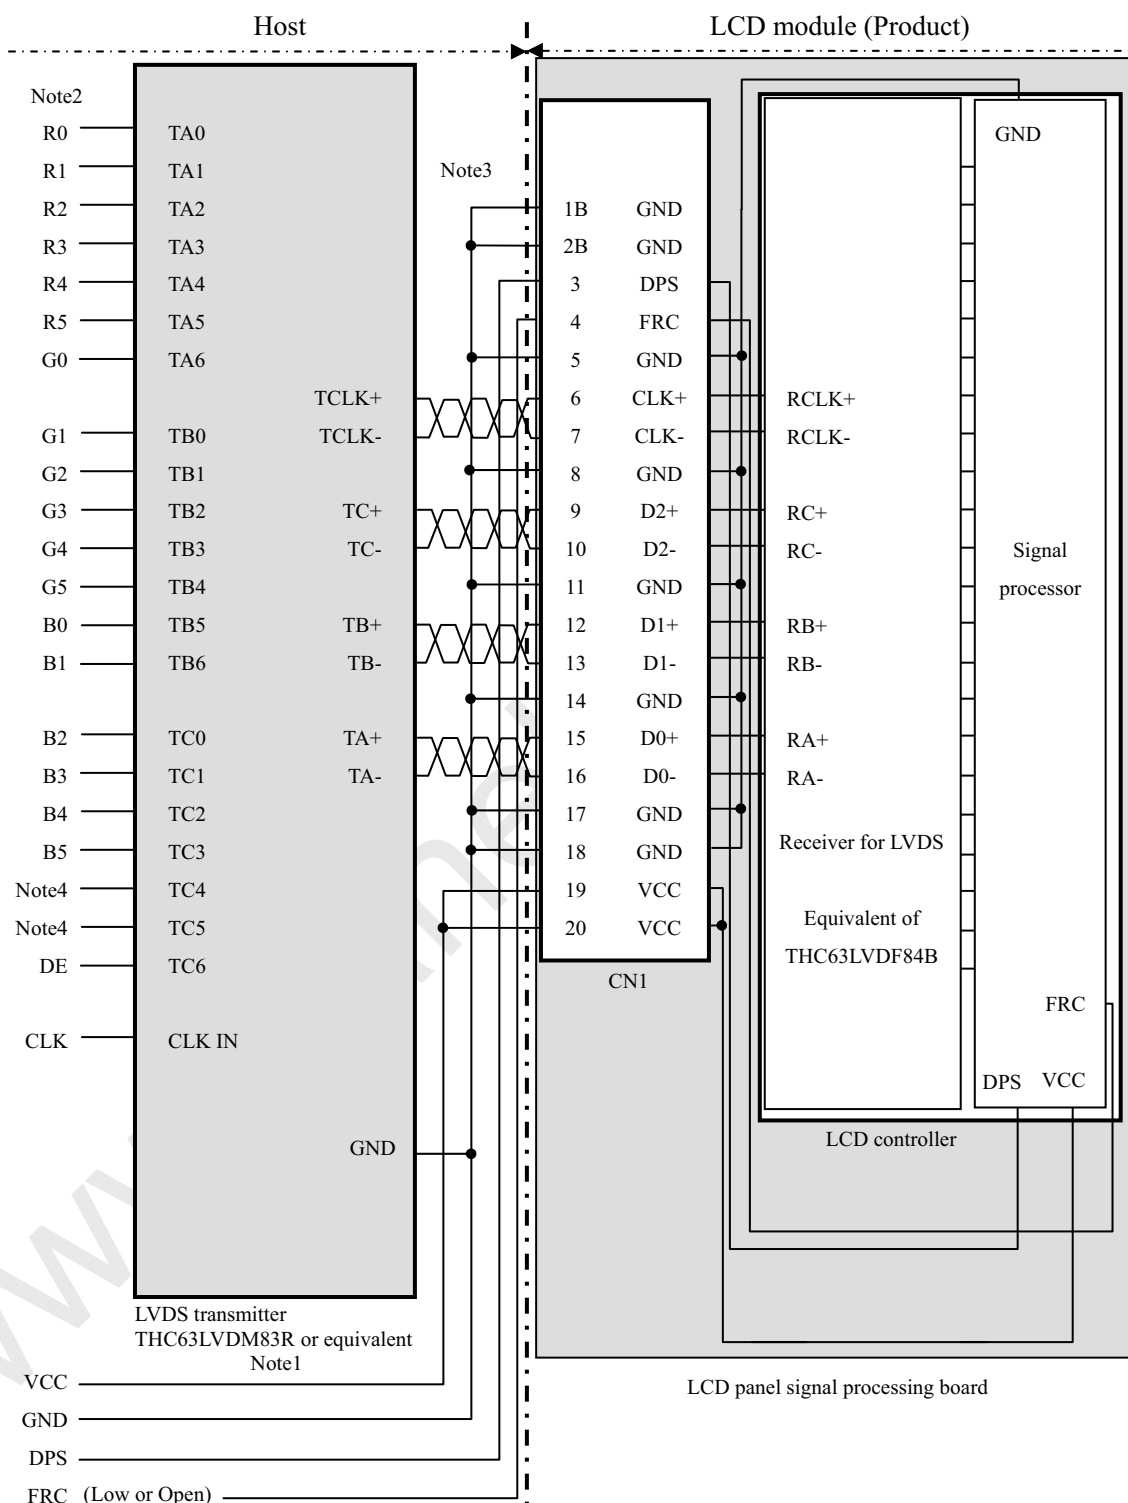 Host
LCD module (Product)
Note2
R0 TA0
R1 TA1
R2 TA2
R3 TA3
R4 TA4
R5 TA5
G0 TA6
TCLK+
G1 TB0 TCLK-
G2 TB1
G3 TB2 TC+
G4 TB3 TC-
G5 TB4
B0 TB5 TB+
B1 TB6 TB-
B2 TC0 TA+
B3 TC1 TA-
B4 TC2
B5 TC3
Note4 TC4
Note4 TC5
DE TC6
CLK CLK IN
GND
LVDS transmitter
THC63LVDM83R or equivalent
Note1
VCC
GND
DPS
FRC (Low or Open)
Note3
1B GND
2B GND
3 DPS
4 FRC
5 GND
6 CLK+
7 CLK-
8 GND
9 D2+
10 D2-
11 GND
12 D1+
13 D1-
14 GND
15 D0+
16 D0-
17 GND
18 GND
19 VCC
20 VCC
CN1
RCLK+
RCLK-
RC+
RC-
RB+
RB-
RA+
RA-
Receiver for LVDS
Equivalent of
THC63LVDF84B
GND
Signal
processor
FRC
DPS VCC
LCD controller
LCD panel signal processing board